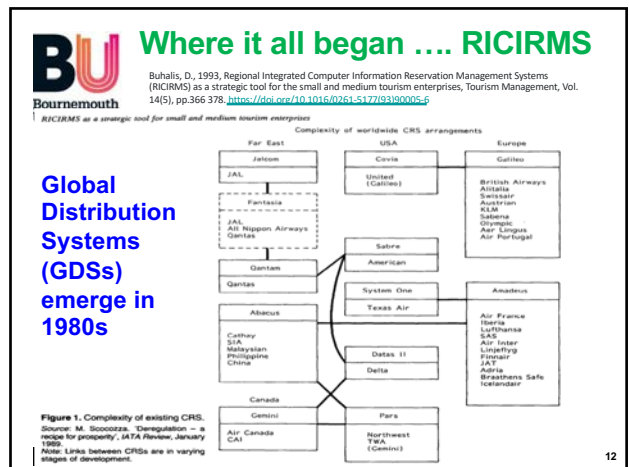 BU
Bournemouth
Where it all began …. RICIRMS
Buhalis, D., 1993, Regional Integrated Computer Information Reservation Management Systems
(RICIRMS) as a strategic tool for the small and medium tourism enterprises, Tourism Management, Vol.
14(5), pp.366 378. https://doi.org/10.1016/0261-5177(93)90005-6
RICIRMS as a strategic tool for small and medium tourism enterprises
Global
Distribution
Systems
(GDSs)
emerge in
1980s
Complexity of worldwide CRS arrangements
Far East
Jalcom
JAL
Fantasia
JAL
All Nippon Airways
Qantas
Qantam
Qantas
Abacus
Cathay
SIA
Malaysian
Philippine
China
Canada
Gemini
Air Canada
CAI
USA
Covia
United
(Galileo)
Sabre
American
System One
Texas Air
Datas II
Delta
Pars
Northwest
TWA
(Gemini)
Europe
Galileo
British Airways
Alitalia
Swissair
Austrian
KLM
Sabena
Olympic
Aer Lingus
Air Portugal
Amadeus
Air France
Iberia
Lufthansa
SAS
Air Inter
Linjeflyg
Finnair
JAT
Adria
Braathens Safe
Icelandair
Figure 1. Complexity of existing CRS.
Source: M. Scocozza, 'Deregulation – a
recipe for prosperity', IATA Review, January
1989.
Note: Links between CRSs are in varying
stages of development.
12